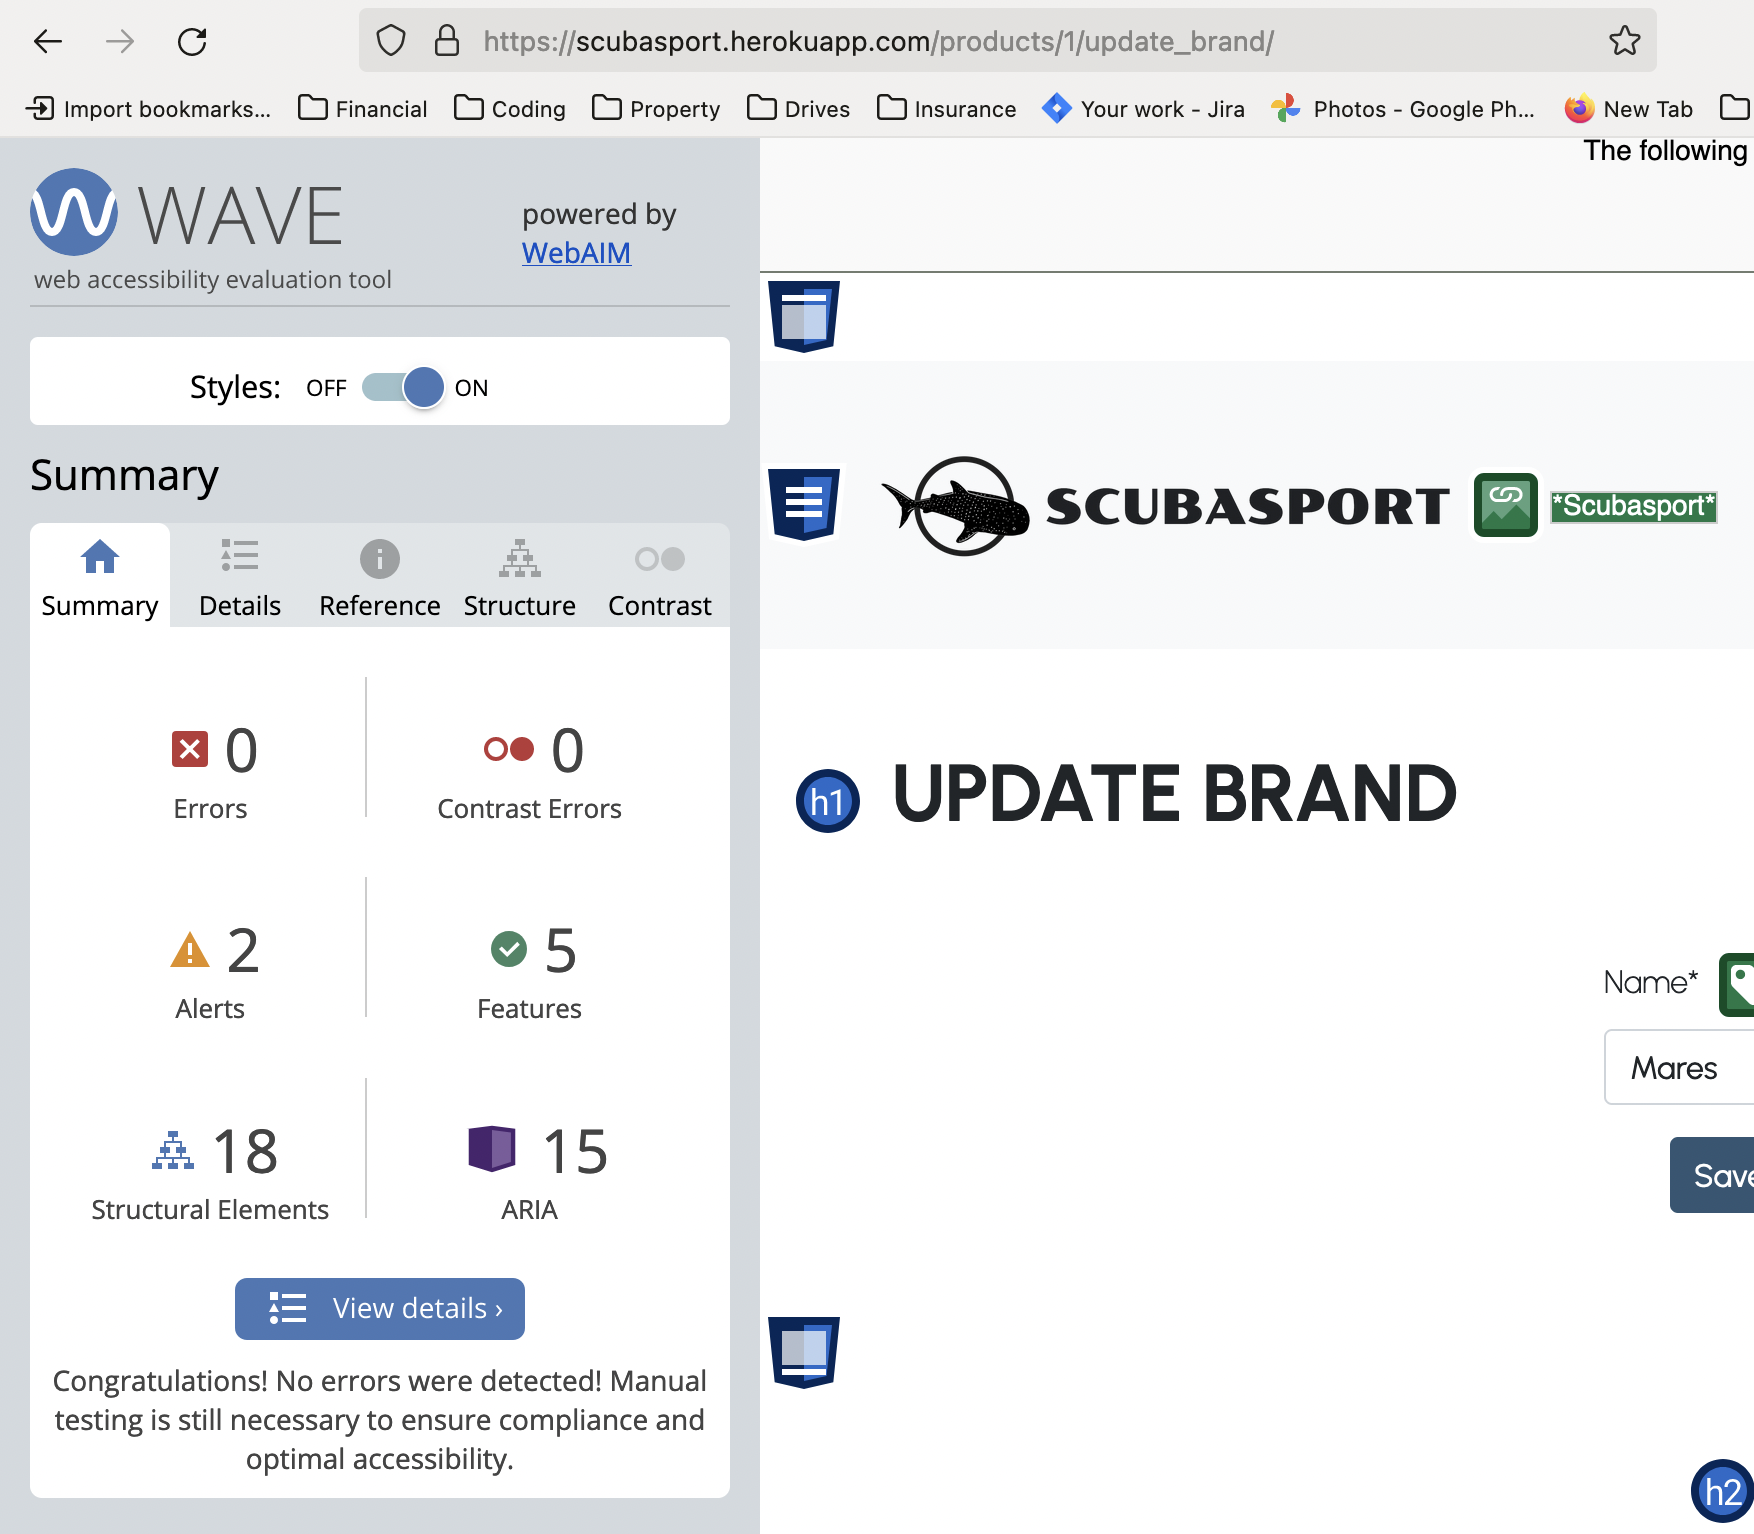 https://scubasport.herokuapp.com/products/1/update_brand/
Import bookmarks... Financial Coding Property Drives Insurance Your work - Jira Photos - Google Ph... New Tab
WAVE
powered by
WebAIM
web accessibility evaluation tool
Styles: OFF ON
Summary
Summary Details Reference Structure Contrast
0
Errors
0
Contrast Errors
2
Alerts
5
Features
18
Structural Elements
15
ARIA
View details ›
Congratulations! No errors were detected! Manual
testing is still necessary to ensure compliance and
optimal accessibility.
The following
SCUBASPORT *Scubasport*
h1 UPDATE BRAND
Name*
Mares
Save
h2